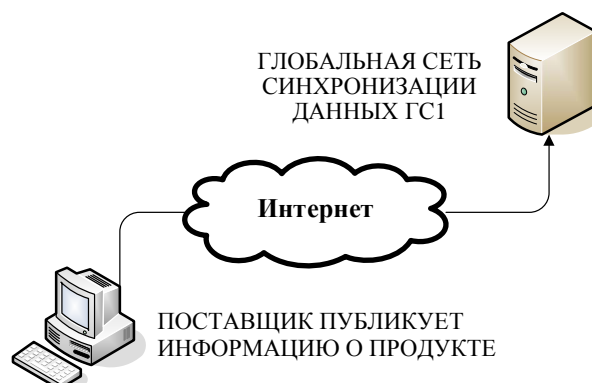 ГЛОБАЛЬНАЯ СЕТЬ
СИНХРОНИЗАЦИИ
ДАННЫХ ГС1
Интернет
ПОСТАВЩИК ПУБЛИКУЕТ
ИНФОРМАЦИЮ О ПРОДУКТЕ